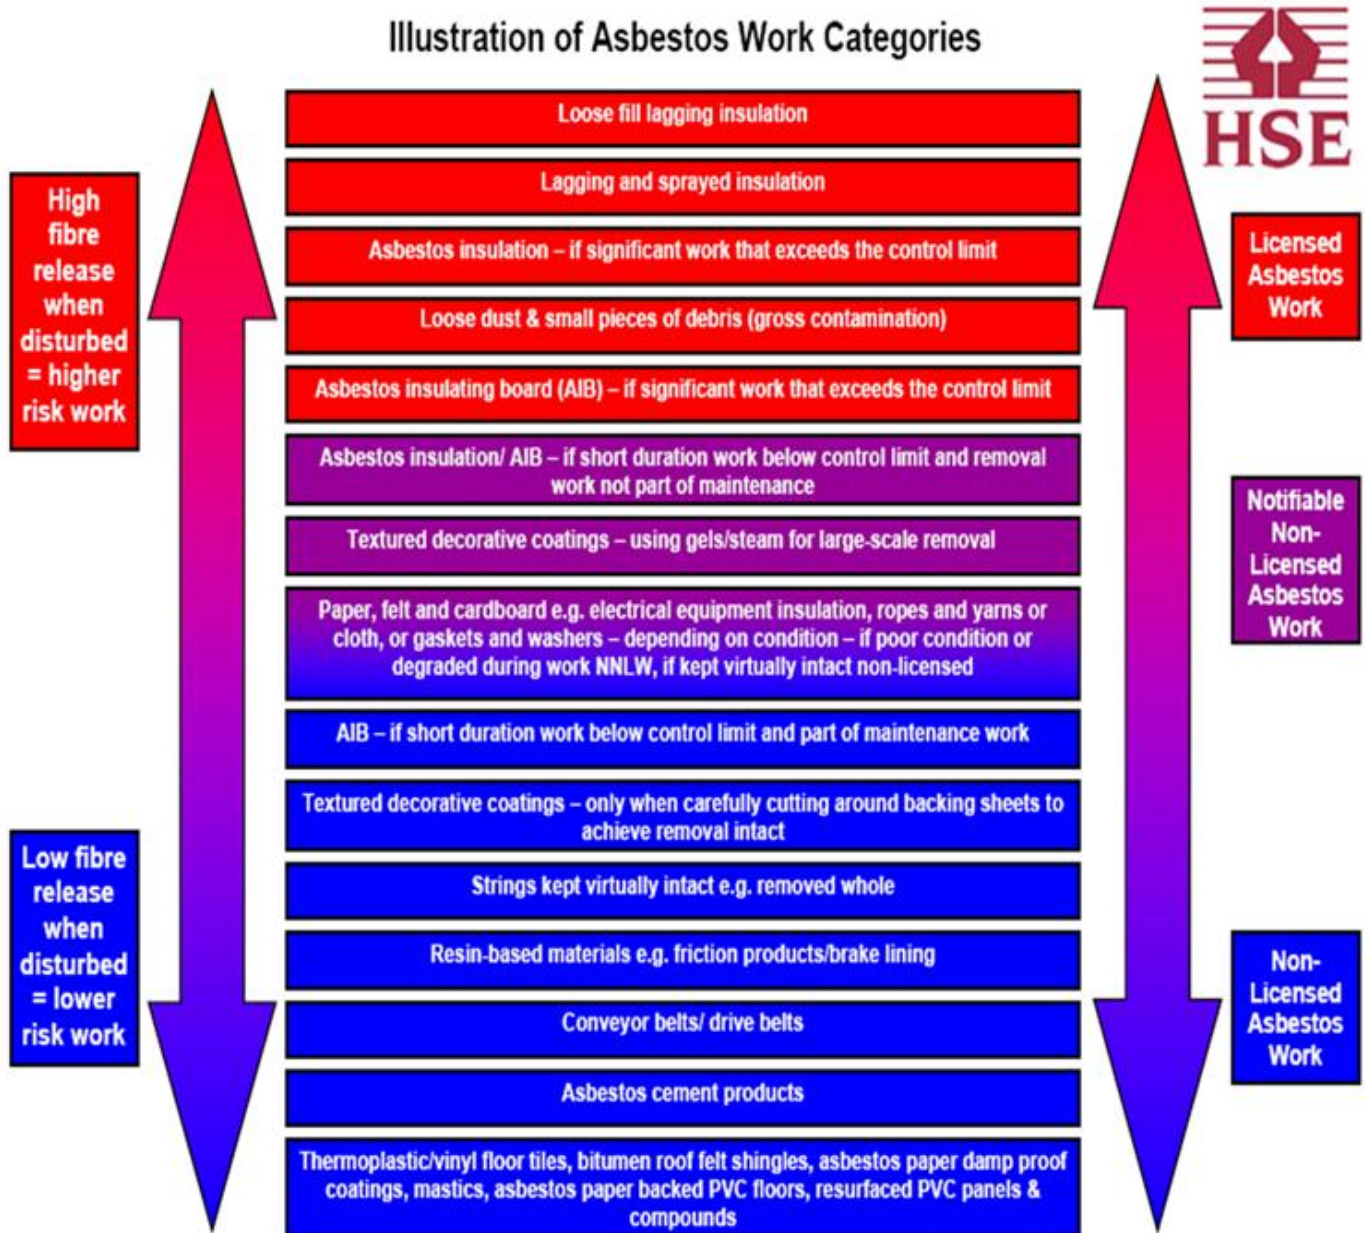 Illustration of Asbestos Work Categories
HSE
High
fibre
release
when
disturbed
= higher
risk work
Low fibre
release
when
disturbed
= lower
risk work
Loose fill lagging insulation
Lagging and sprayed insulation
Asbestos insulation – if significant work that exceeds the control limit
Loose dust & small pieces of debris (gross contamination)
Asbestos insulating board (AIB) – if significant work that exceeds the control limit
Asbestos insulation/ AIB – if short duration work below control limit and removal
work not part of maintenance
Textured decorative coatings – using gels/steam for large-scale removal
Paper, felt and cardboard e.g. electrical equipment insulation, ropes and yarns or
cloth, or gaskets and washers – depending on condition – if poor condition or
degraded during work NNLW, if kept virtually intact non-licensed
AIB – if short duration work below control limit and part of maintenance work
Textured decorative coatings – only when carefully cutting around backing sheets to
achieve removal intact
Strings kept virtually intact e.g. removed whole
Resin-based materials e.g. friction products/brake lining
Conveyor belts/ drive belts
Asbestos cement products
Thermoplastic/vinyl floor tiles, bitumen roof felt shingles, asbestos paper damp proof
coatings, mastics, asbestos paper backed PVC floors, resurfaced PVC panels &
compounds
Licensed
Asbestos
Work
Notifiable
Non-
Licensed
Asbestos
Work
Non-
Licensed
Asbestos
Work